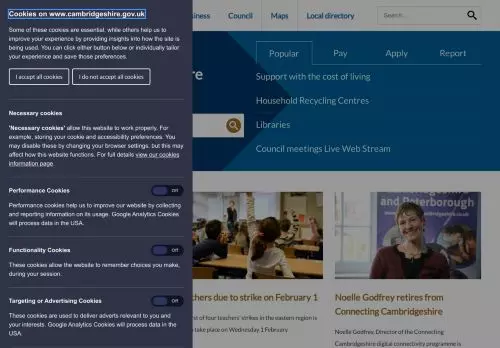 Cookies on www.cambridgeshire.gov.uk
Some of these cookies are essential, while others help us to
improve your experience by providing insights into how the site is
being used. You can click either button below or individually tailor
your experience and save those preferences.
I accept all cookies
I do not accept all cookies
Necessary cookies
'Necessary cookies' allow this website to work properly. For
example, storing your cookie and accessibility preferences. You
may disable these by changing your browser settings, but this may
affect how this website functions. For full details view our cookies
information page.
Performance Cookies
Off
Performance cookies help us to improve our website by collecting
and reporting information on its usage. Google Analytics Cookies
will process data in the USA.
Functionality Cookies
Off
These cookies allow the website to remember choices you make,
during your session.
Targeting or Advertising Cookies
Off
These cookies are used to deliver adverts relevant to you and
your interests. Google Analytics Cookies will process data in the
USA.
siness
Council
Maps
Local directory
re
Popular
Pay
Apply
Report
Support with the cost of living
Household Recycling Centres
Libraries
Council meetings Live Web Stream
and Peterborough
chers due to strike on February 1
t of four teachers' strikes in the eastern region is
take place on Wednesday 1 February
Noelle Godfrey retires from
Connecting Cambridgeshire
Noelle Godfrey, Director of the Connecting
Cambridgeshire digital connectivity programme is